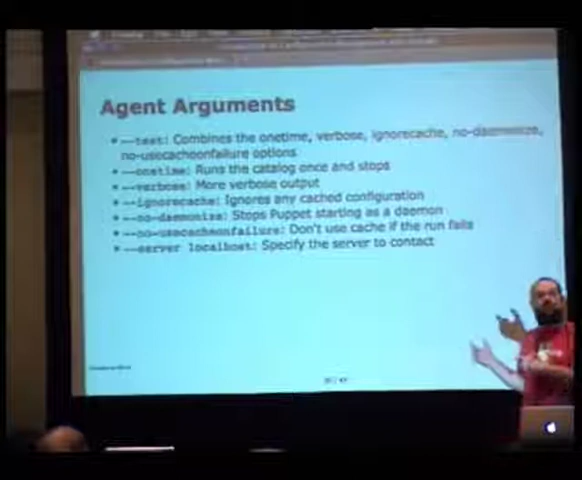 Agent Arguments
--test: Combines the onetime, verbose, ignorecache, no-daemonize,
no-usecacheonfailure options
--onetime: Runs the catalog once and stops
--verbose: More verbose output
--ignorecache: Ignores any cached configuration
--no-daemonize: Stops Puppet starting as a daemon
--no-usecacheonfailure: Don't use cache if the run fails
--server localhost: Specify the server to contact